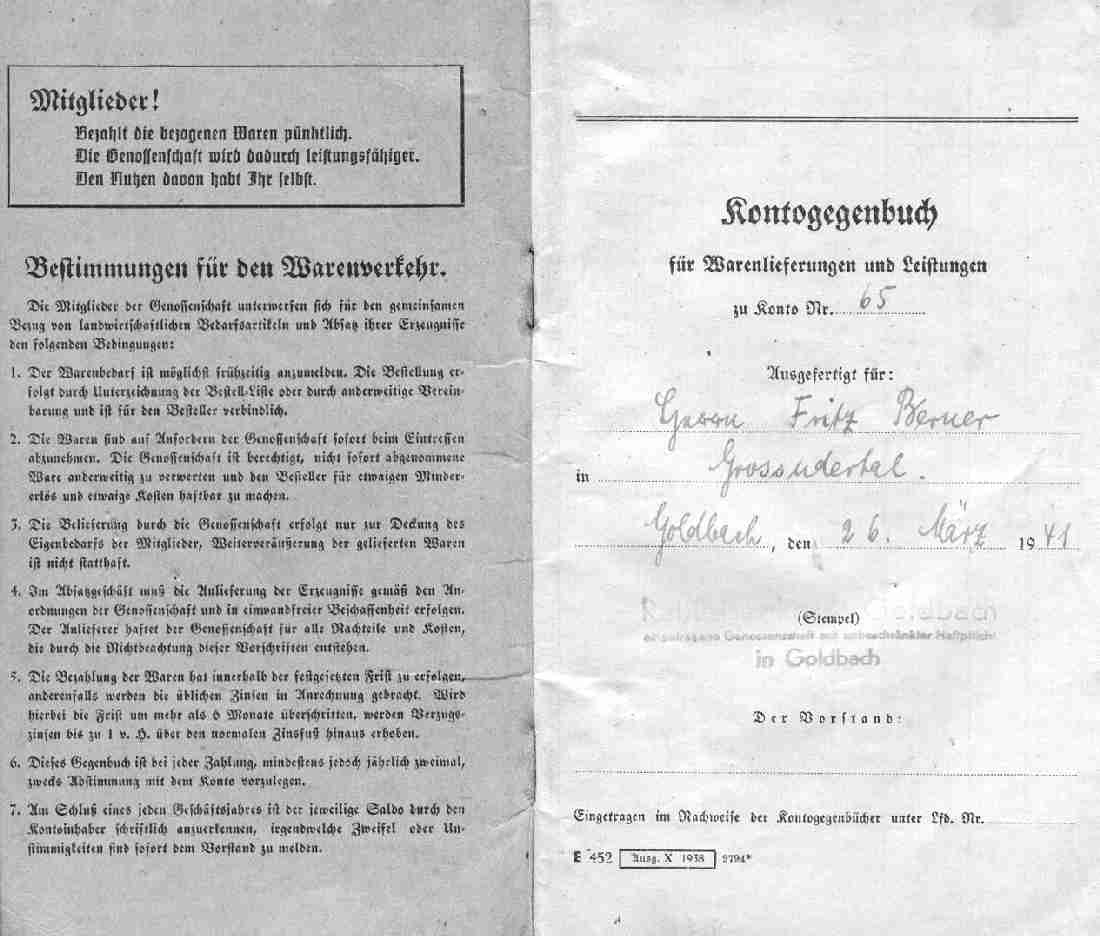 Mitglieder!
Bezahlt die bezogenen Waren pünktlich.
Die Genossenschaft wird dadurch leistungsfähiger.
Den Nutzen davon habt Ihr selbst.
Bestimmungen für den Warenverkehr.
Die Mitglieder der Genossenschaft unterwerfen sich für den gemeinsamen
Bezug von landwirtschaftlichen Bedarfsartikeln und Absatz ihrer Erzeugnisse
den folgenden Bedingungen:
1. Der Warenbedarf ist möglichst frühzeitig anzumelden. Die Bestellung er-
folgt durch Unterzeichnung der Bestell-Liste oder durch anderweitige Verein-
barung und ist für den Besteller verbindlich.
2. Die Waren sind auf Anfordern der Genossenschaft sofort beim Eintreffen
abzunehmen. Die Genossenschaft ist berechtigt, nicht sofort abgenommene
Ware anderweitig zu verwerten und den Besteller für etwaigen Minder-
erlös und etwaige Kosten haftbar zu machen.
3. Die Belieferung durch die Genossenschaft erfolgt nur zur Deckung des
Eigenbedarfs der Mitglieder, Weiterveräußerung der gelieferten Waren
ist nicht statthaft.
4. Im Absatzgeschäft muß die Anlieferung der Erzeugnisse gemäß den An-
ordnungen der Genossenschaft und in einwandfreier Beschaffenheit erfolgen.
Der Anlieferer haftet der Genossenschaft für alle Nachteile und Kosten,
die durch die Nichtbeachtung dieser Vorschriften entstehen.
5. Die Bezahlung der Waren hat innerhalb der festgesetzten Frist zu erfolgen,
anderenfalls werden die üblichen Zinsen in Anrechnung gebracht. Wird
hierbei die Frist um mehr als 6 Monate überschritten, werden Verzugs-
zinsen bis zu 1 v. H. über den normalen Zinsfuß hinaus erhoben.
6. Dieses Gegenbuch ist bei jeder Zahlung, mindestens jedoch jährlich zweimal,
zwecks Abstimmung mit dem Konto vorzulegen.
7. Am Schluß eines jeden Geschäftsjahres ist der jeweilige Saldo durch den
Kontoinhaber schriftlich anzuerkennen, irgendwelche Zweifel oder Un-
stimmigkeiten sind sofort dem Vorstand zu melden.
Kontogegenbuch
für Warenlieferungen und Leistungen
zu Konto Nr. 65
Ausgefertigt für:
Herrn Fritz Berner
in Grossudertal.
Goldbach, den 26. März 1941
(Stempel)
Goldbach
eingetragene Genossenschaft mit unbeschränkter Haftpflicht
in Goldbach
Der Vorstand:
Eingetragen im Nachweise der Kontogegenbücher unter Lfd. Nr.
E 452 Ausg. X 1938 3794*